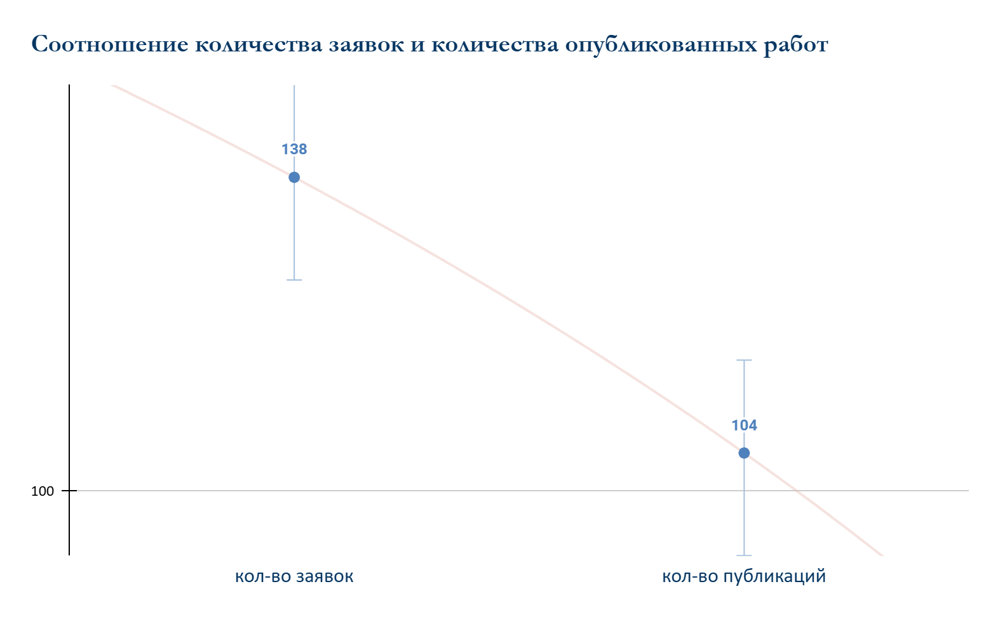 Соотношение количества заявок и количества опубликованных работ
138
104
100
кол-во заявок
кол-во публикаций